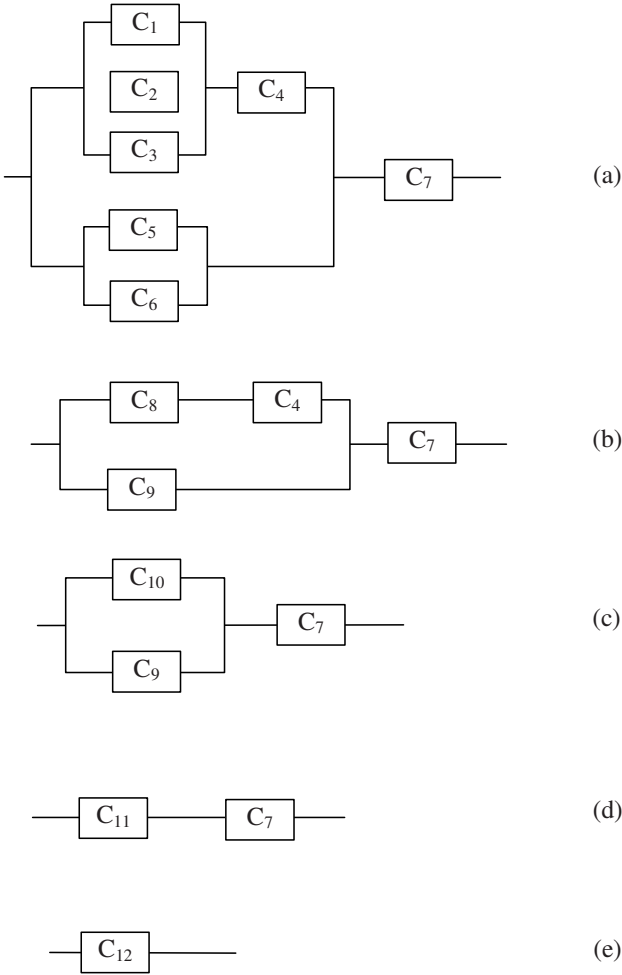 C₁
C₂
C₄
C₃
C₇ (a)
C₅
C₆
C₈ C₄
C₇ (b)
C₉
C₁₀
C₇ (c)
C₉
C₁₁ C₇ (d)
C₁₂ (e)